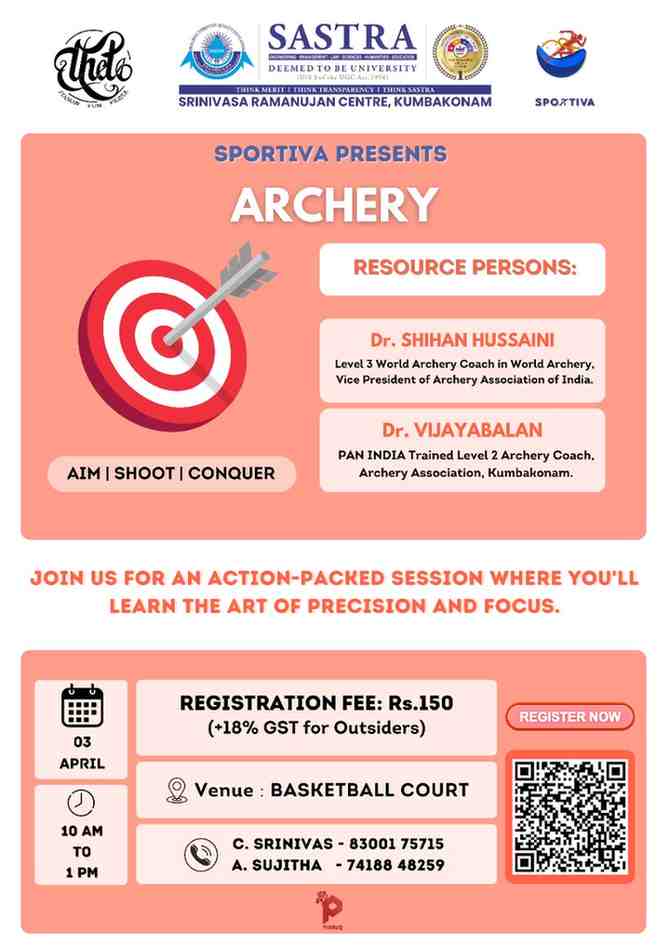 theta
SASTRA
ENGINEERING MANAGEMENT LAW SCIENCES HUMANITIES EDUCATION
DEEMED TO BE UNIVERSITY
(U/S 3 of the UGC Act, 1956)
THINK MERIT | THINK TRANSPARENCY | THINK SASTRA
SRINIVASA RAMANUJAN CENTRE, KUMBAKONAM
SPORTIVA
SPORTIVA PRESENTS
ARCHERY
RESOURCE PERSONS:
Dr. SHIHAN HUSSAINI
Level 3 World Archery Coach in World Archery,
Vice President of Archery Association of India.
Dr. VIJAYABALAN
PAN INDIA Trained Level 2 Archery Coach,
Archery Association, Kumbakonam.
AIM | SHOOT | CONQUER
JOIN US FOR AN ACTION-PACKED SESSION WHERE YOU'LL
LEARN THE ART OF PRECISION AND FOCUS.
03
APRIL
10 AM
TO
1 PM
REGISTRATION FEE: Rs.150
(+18% GST for Outsiders)
Venue : BASKETBALL COURT
C. SRINIVAS - 83001 75715
A. SUJITHA - 74188 48259
REGISTER NOW